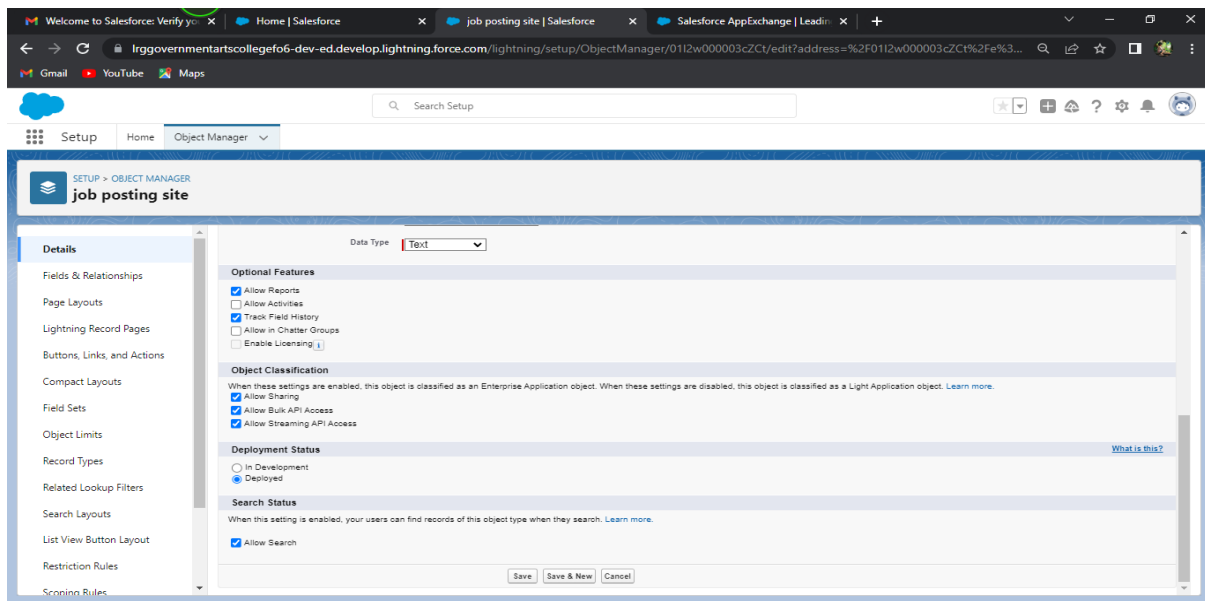 Welcome to Salesforce: Verify yo
Home | Salesforce
job posting site | Salesforce
Salesforce AppExchange | Leadin
lrggovernmentartscollegefo6-dev-ed.develop.lightning.force.com/lightning/setup/ObjectManager/01I2w000003cZCt/edit?address=%2F01I2w000003cZCt%2Fe%3...
Gmail YouTube Maps
Search Setup
Setup Home Object Manager
SETUP > OBJECT MANAGER
job posting site
Details
Fields & Relationships
Page Layouts
Lightning Record Pages
Buttons, Links, and Actions
Compact Layouts
Field Sets
Object Limits
Record Types
Related Lookup Filters
Search Layouts
List View Button Layout
Restriction Rules
Scoping Rules
Data Type Text
Optional Features
Allow Reports
Allow Activities
Track Field History
Allow in Chatter Groups
Enable Licensing i
Object Classification
When these settings are enabled, this object is classified as an Enterprise Application object. When these settings are disabled, this object is classified as a Light Application object. Learn more.
Allow Sharing
Allow Bulk API Access
Allow Streaming API Access
Deployment Status What is this?
In Development
Deployed
Search Status
When this setting is enabled, your users can find records of this object type when they search. Learn more.
Allow Search
Save Save & New Cancel